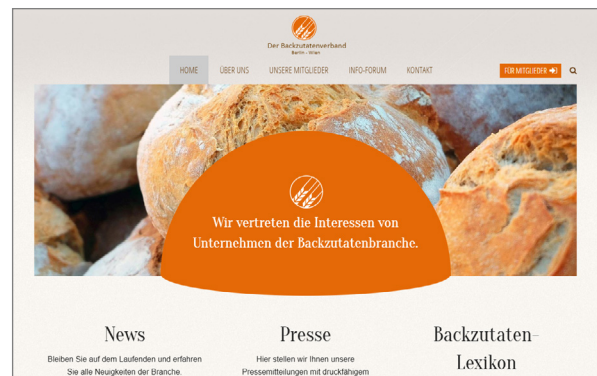 Der Backzutatenverband
Berlin - Wien
HOME ÜBER UNS UNSERE MITGLIEDER INFO-FORUM KONTAKT FÜR MITGLIEDER
Wir vertreten die Interessen von
Unternehmen der Backzutatenbranche.
News
Bleiben Sie auf dem Laufenden und erfahren
Sie alle Neuigkeiten der Branche.
Presse
Hier stellen wir Ihnen unsere
Pressemitteilungen mit druckfähigem
Backzutaten-
Lexikon